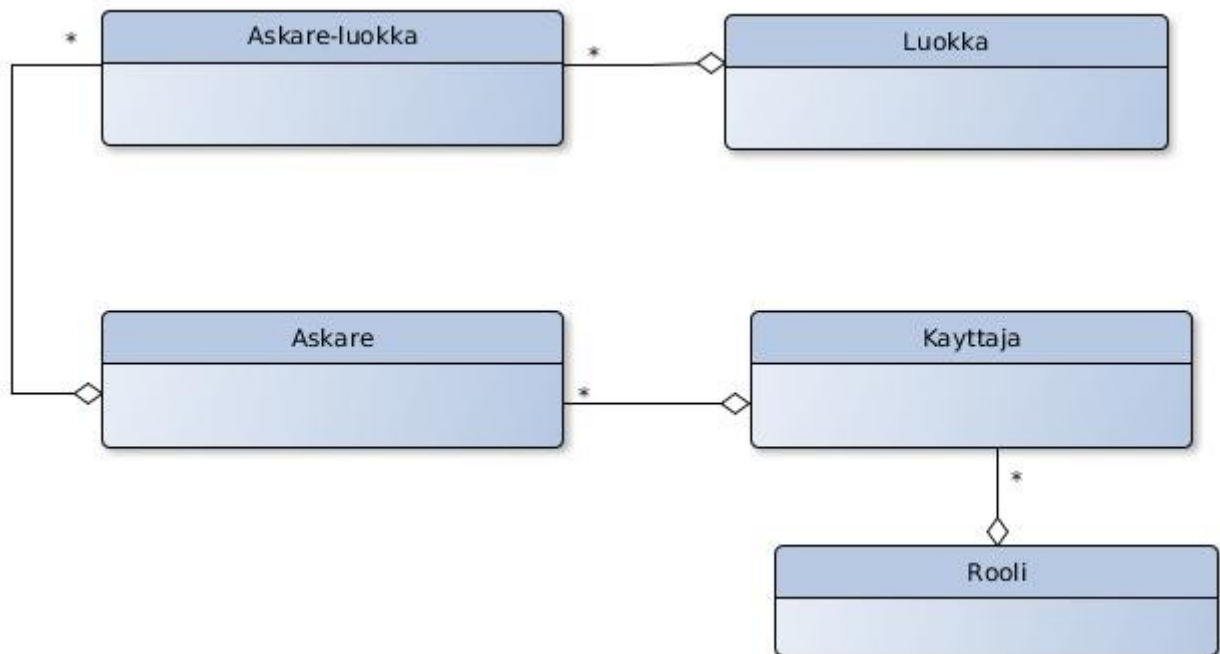 *
Askare-luokka
*
Luokka
Askare
*
Kayttaja
*
Rooli